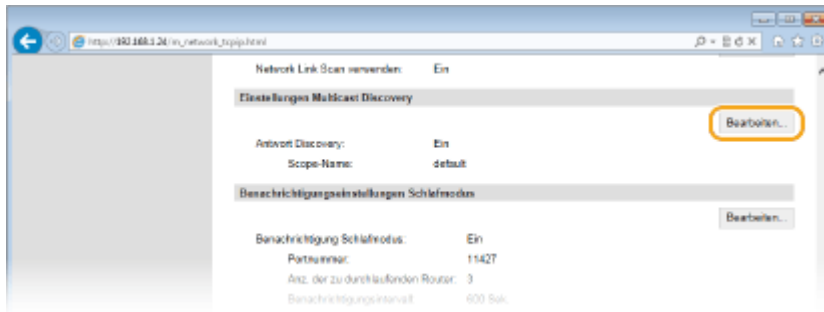 http://192.168.1.24/m_network_tcpip.html
Network Link Scan verwenden: Ein
Einstellungen Multicast Discovery
Bearbeiten...
Antwort Discovery: Ein
Scope-Name: default
Benachrichtigungseinstellungen Schlafmodus
Bearbeiten...
Benachrichtigung Schlafmodus: Ein
Portnummer: 11427
Anz. der zu durchlaufenden Router: 3
Benachrichtigungsintervall: 600 Sek.